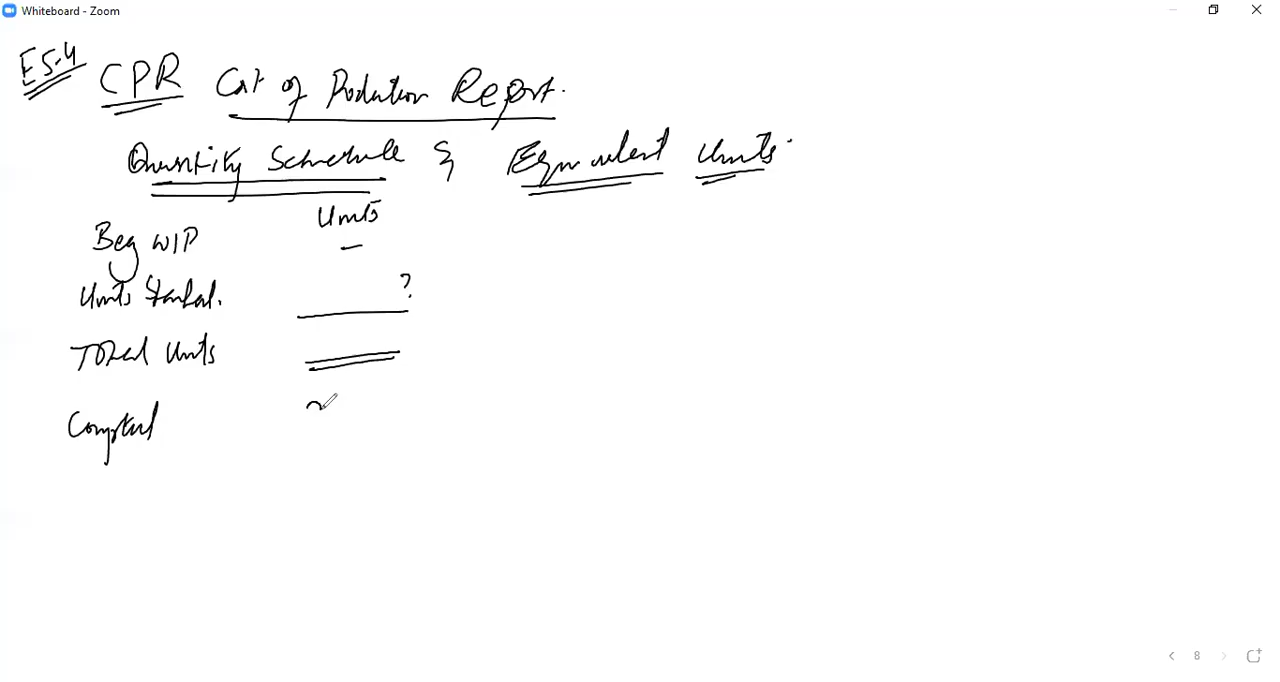 Whiteboard - Zoom
E5-4
CPR Cost of Production Report.
Quantity Schedule & Equivalent Units.
Units
Beg WIP —
Units Started. ?
Total Units
Completed
8